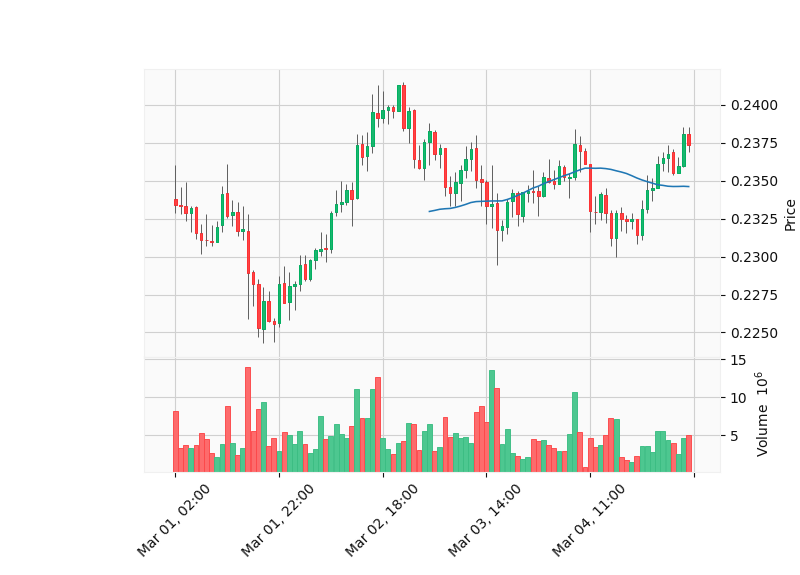 0.2400
0.2375
0.2350
0.2325
0.2300
0.2275
0.2250
Price
15
10
5
Volume 10^6
Mar 01, 02:00
Mar 01, 22:00
Mar 02, 18:00
Mar 03, 14:00
Mar 04, 11:00